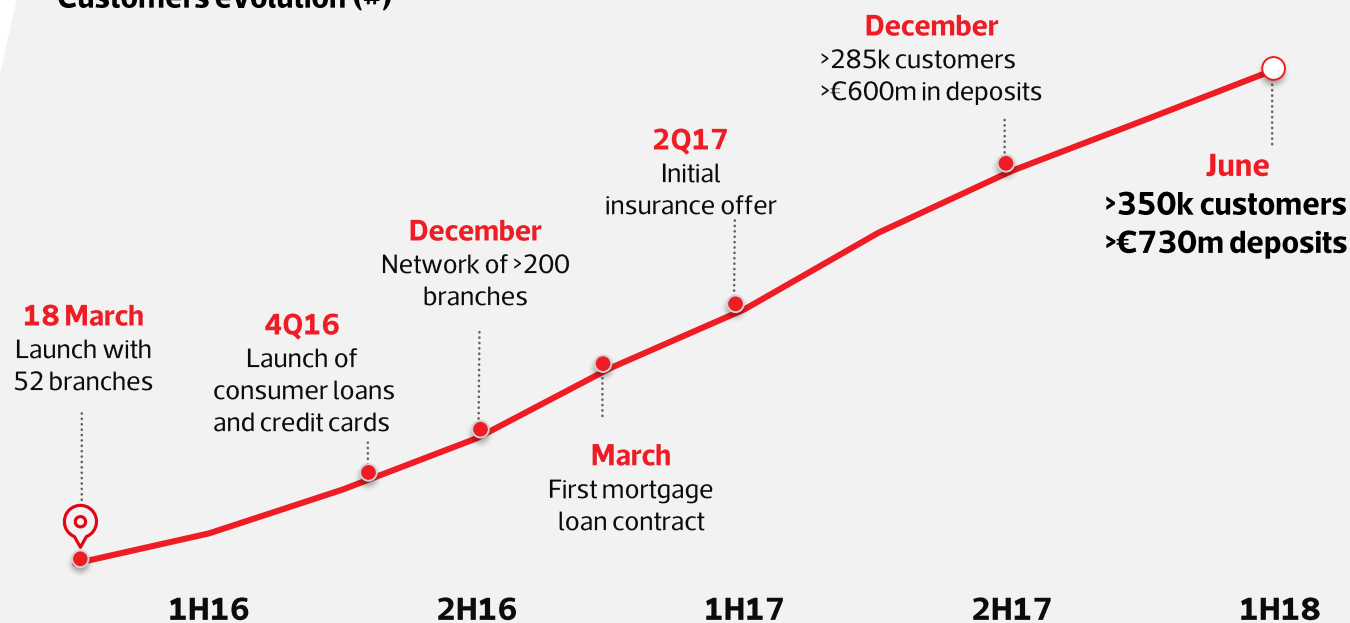 Customers evolution (#)
December
>285k customers
>€600m in deposits
2Q17
Initial
insurance offer
June
>350k customers
>€730m deposits
December
Network of >200
branches
18 March
Launch with
52 branches
4Q16
Launch of
consumer loans
and credit cards
March
First mortgage
loan contract
1H16 2H16 1H17 2H17 1H18